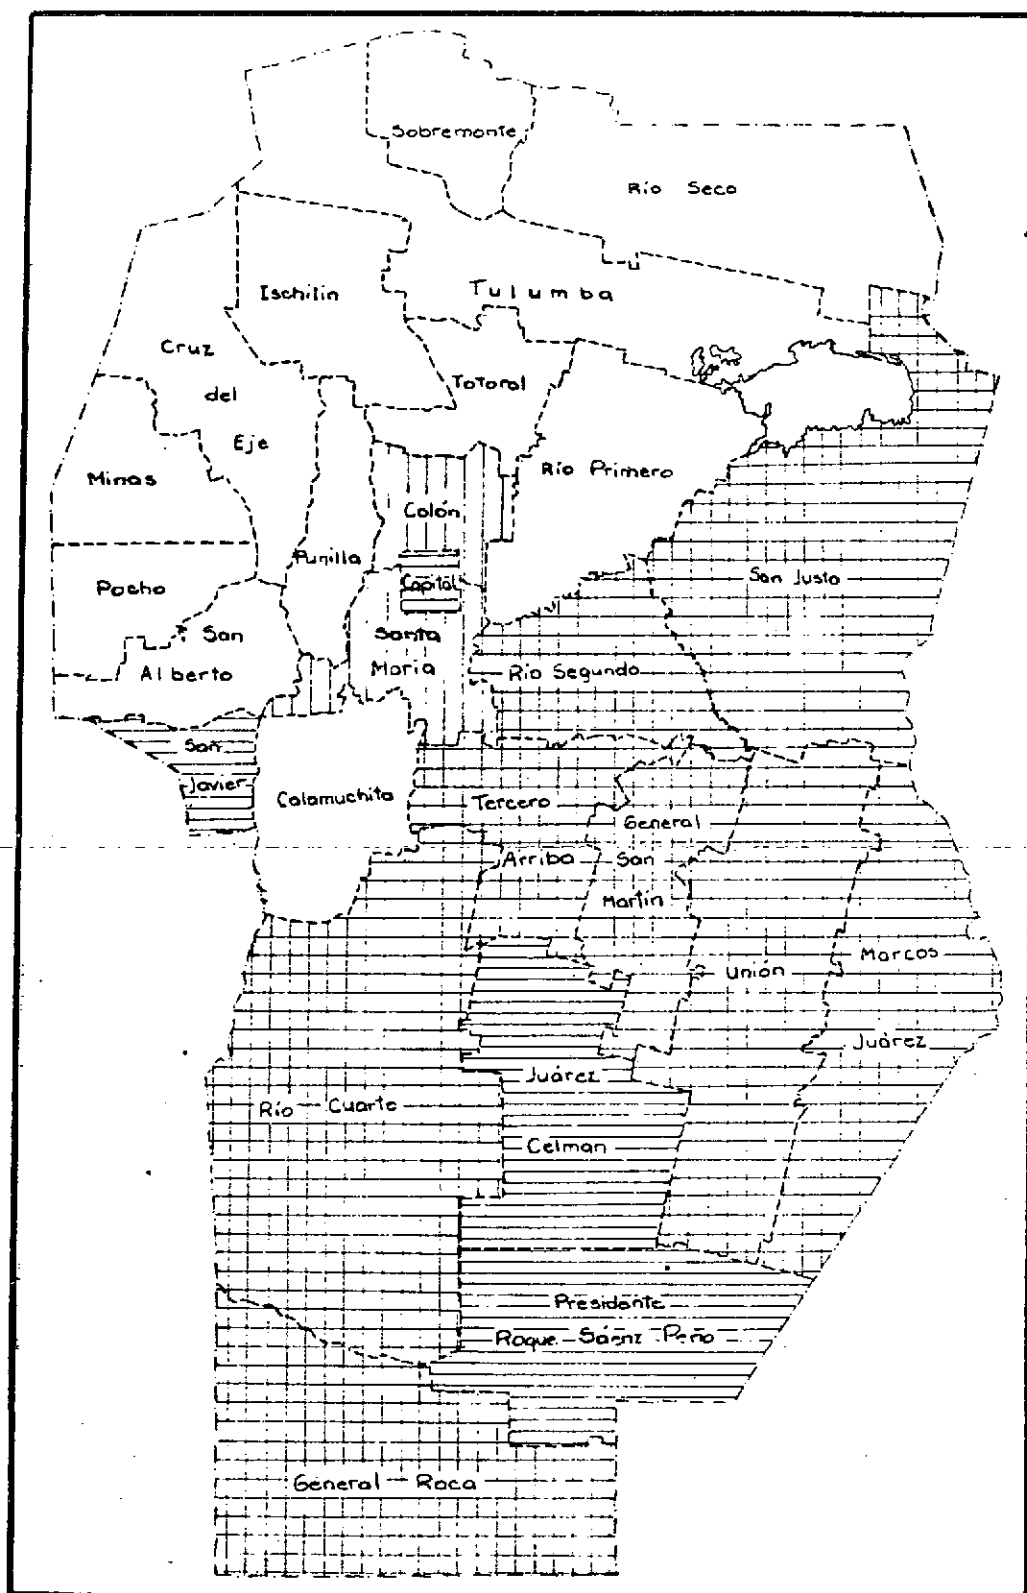 Sobremonte
Río Seco
Ischilín
Tulumba
Cruz
del
Eje
Totoral
Minas
Río Primero
Colón
Punilla
Capital
San Justo
Pocho
San
Alberto
Santa
María
Río Segundo
San
Javier
Calamuchita
Tercero
Arriba
General
San
Martín
Unión
Marcos
Juárez
Juárez
Celman
Río Cuarto
Presidente
Roque Sáenz Peña
General Roca